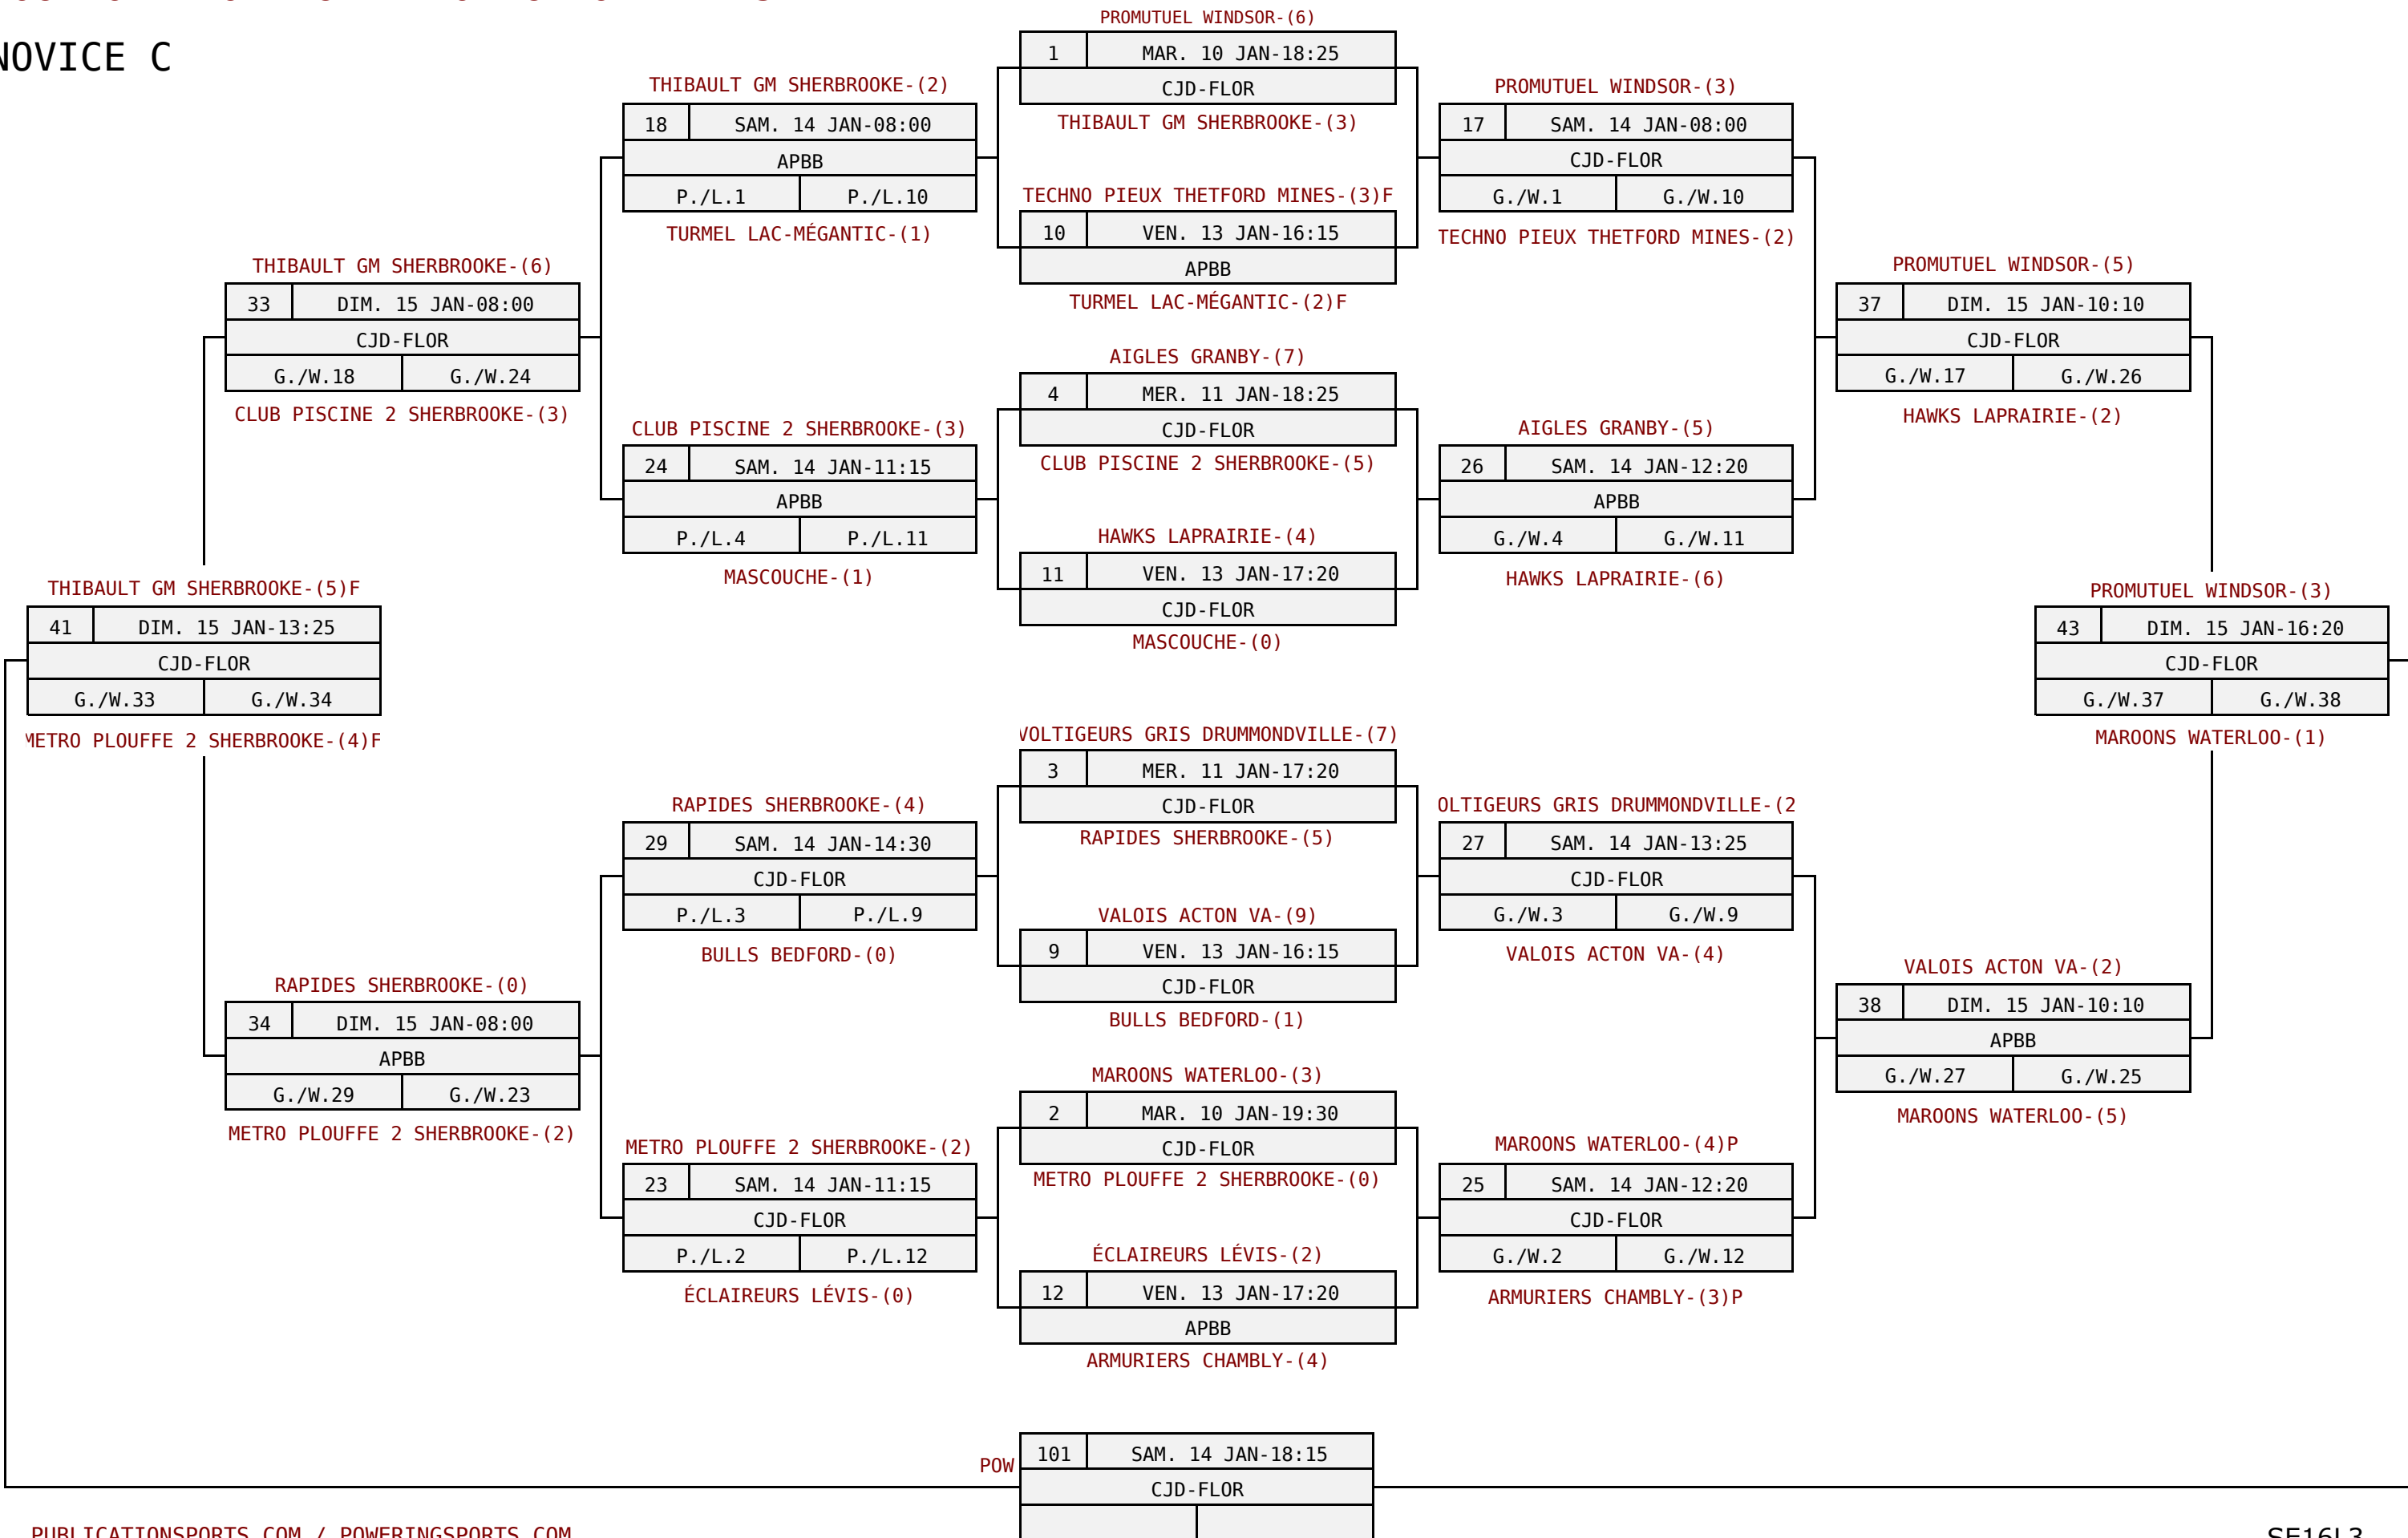 NOVICE C
PROMUTUEL WINDSOR-(6)
1 MAR. 10 JAN-18:25
CJD-FLOR
THIBAULT GM SHERBROOKE-(3)
TECHNO PIEUX THETFORD MINES-(3)F
10 VEN. 13 JAN-16:15
APBB
TURMEL LAC-MÉGANTIC-(2)F
AIGLES GRANBY-(7)
4 MER. 11 JAN-18:25
CJD-FLOR
CLUB PISCINE 2 SHERBROOKE-(5)
HAWKS LAPRAIRIE-(4)
11 VEN. 13 JAN-17:20
CJD-FLOR
MASCOUCHE-(0)
VOLTIGEURS GRIS DRUMMONDVILLE-(7)
3 MER. 11 JAN-17:20
CJD-FLOR
RAPIDES SHERBROOKE-(5)
VALOIS ACTON VA-(9)
9 VEN. 13 JAN-16:15
CJD-FLOR
BULLS BEDFORD-(1)
MAROONS WATERLOO-(3)
2 MAR. 10 JAN-19:30
CJD-FLOR
METRO PLOUFFE 2 SHERBROOKE-(0)
ÉCLAIREURS LÉVIS-(2)
12 VEN. 13 JAN-17:20
APBB
ARMURIERS CHAMBLY-(4)
THIBAULT GM SHERBROOKE-(2)
18 SAM. 14 JAN-08:00
APBB
P./L.1 P./L.10
TURMEL LAC-MÉGANTIC-(1)
CLUB PISCINE 2 SHERBROOKE-(3)
24 SAM. 14 JAN-11:15
APBB
P./L.4 P./L.11
MASCOUCHE-(1)
RAPIDES SHERBROOKE-(4)
29 SAM. 14 JAN-14:30
CJD-FLOR
P./L.3 P./L.9
BULLS BEDFORD-(0)
METRO PLOUFFE 2 SHERBROOKE-(2)
23 SAM. 14 JAN-11:15
CJD-FLOR
P./L.2 P./L.12
ÉCLAIREURS LÉVIS-(0)
THIBAULT GM SHERBROOKE-(6)
33 DIM. 15 JAN-08:00
CJD-FLOR
G./W.18 G./W.24
CLUB PISCINE 2 SHERBROOKE-(3)
RAPIDES SHERBROOKE-(0)
34 DIM. 15 JAN-08:00
APBB
G./W.29 G./W.23
METRO PLOUFFE 2 SHERBROOKE-(2)
THIBAULT GM SHERBROOKE-(5)F
41 DIM. 15 JAN-13:25
CJD-FLOR
G./W.33 G./W.34
METRO PLOUFFE 2 SHERBROOKE-(4)F
PROMUTUEL WINDSOR-(3)
17 SAM. 14 JAN-08:00
CJD-FLOR
G./W.1 G./W.10
TECHNO PIEUX THETFORD MINES-(2)
AIGLES GRANBY-(5)
26 SAM. 14 JAN-12:20
APBB
G./W.4 G./W.11
HAWKS LAPRAIRIE-(6)
OLTIGEURS GRIS DRUMMONDVILLE-(2
27 SAM. 14 JAN-13:25
CJD-FLOR
G./W.3 G./W.9
VALOIS ACTON VA-(4)
MAROONS WATERLOO-(4)P
25 SAM. 14 JAN-12:20
CJD-FLOR
G./W.2 G./W.12
ARMURIERS CHAMBLY-(3)P
PROMUTUEL WINDSOR-(5)
37 DIM. 15 JAN-10:10
CJD-FLOR
G./W.17 G./W.26
HAWKS LAPRAIRIE-(2)
VALOIS ACTON VA-(2)
38 DIM. 15 JAN-10:10
APBB
G./W.27 G./W.25
MAROONS WATERLOO-(5)
PROMUTUEL WINDSOR-(3)
43 DIM. 15 JAN-16:20
CJD-FLOR
G./W.37 G./W.38
MAROONS WATERLOO-(1)
POW 101 SAM. 14 JAN-18:15
CJD-FLOR
PUBLICATIONSPORTS.COM / POWERINGSPORTS.COM
SE16L3